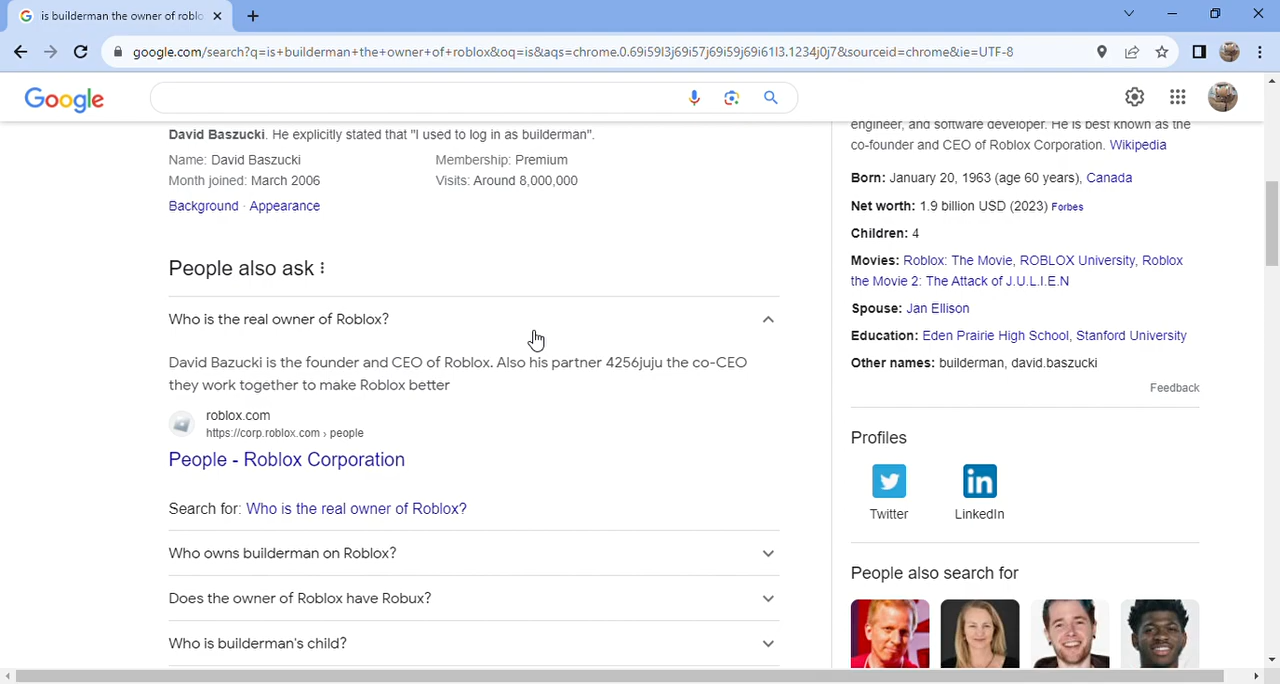 is builderman the owner of roblo
google.com/search?q=is+builderman+the+owner+of+roblox&oq=is&aqs=chrome.0.69i59l3j69i57j69i59j69i61l3.1234j0j7&sourceid=chrome&ie=UTF-8
Google
David Baszucki. He explicitly stated that "I used to log in as builderman".
Name: David Baszucki
Membership: Premium
Month joined: March 2006
Visits: Around 8,000,000
Background · Appearance
People also ask
Who is the real owner of Roblox?
David Bazucki is the founder and CEO of Roblox. Also his partner 4256juju the co-CEO
they work together to make Roblox better
roblox.com
https://corp.roblox.com › people
People - Roblox Corporation
Search for: Who is the real owner of Roblox?
Who owns builderman on Roblox?
Does the owner of Roblox have Robux?
Who is builderman's child?
engineer, and software developer. He is best known as the
co-founder and CEO of Roblox Corporation. Wikipedia
Born: January 20, 1963 (age 60 years), Canada
Net worth: 1.9 billion USD (2023) Forbes
Children: 4
Movies: Roblox: The Movie, ROBLOX University, Roblox
the Movie 2: The Attack of J.U.L.I.E.N
Spouse: Jan Ellison
Education: Eden Prairie High School, Stanford University
Other names: builderman, david.baszucki
Feedback
Profiles
Twitter
LinkedIn
People also search for